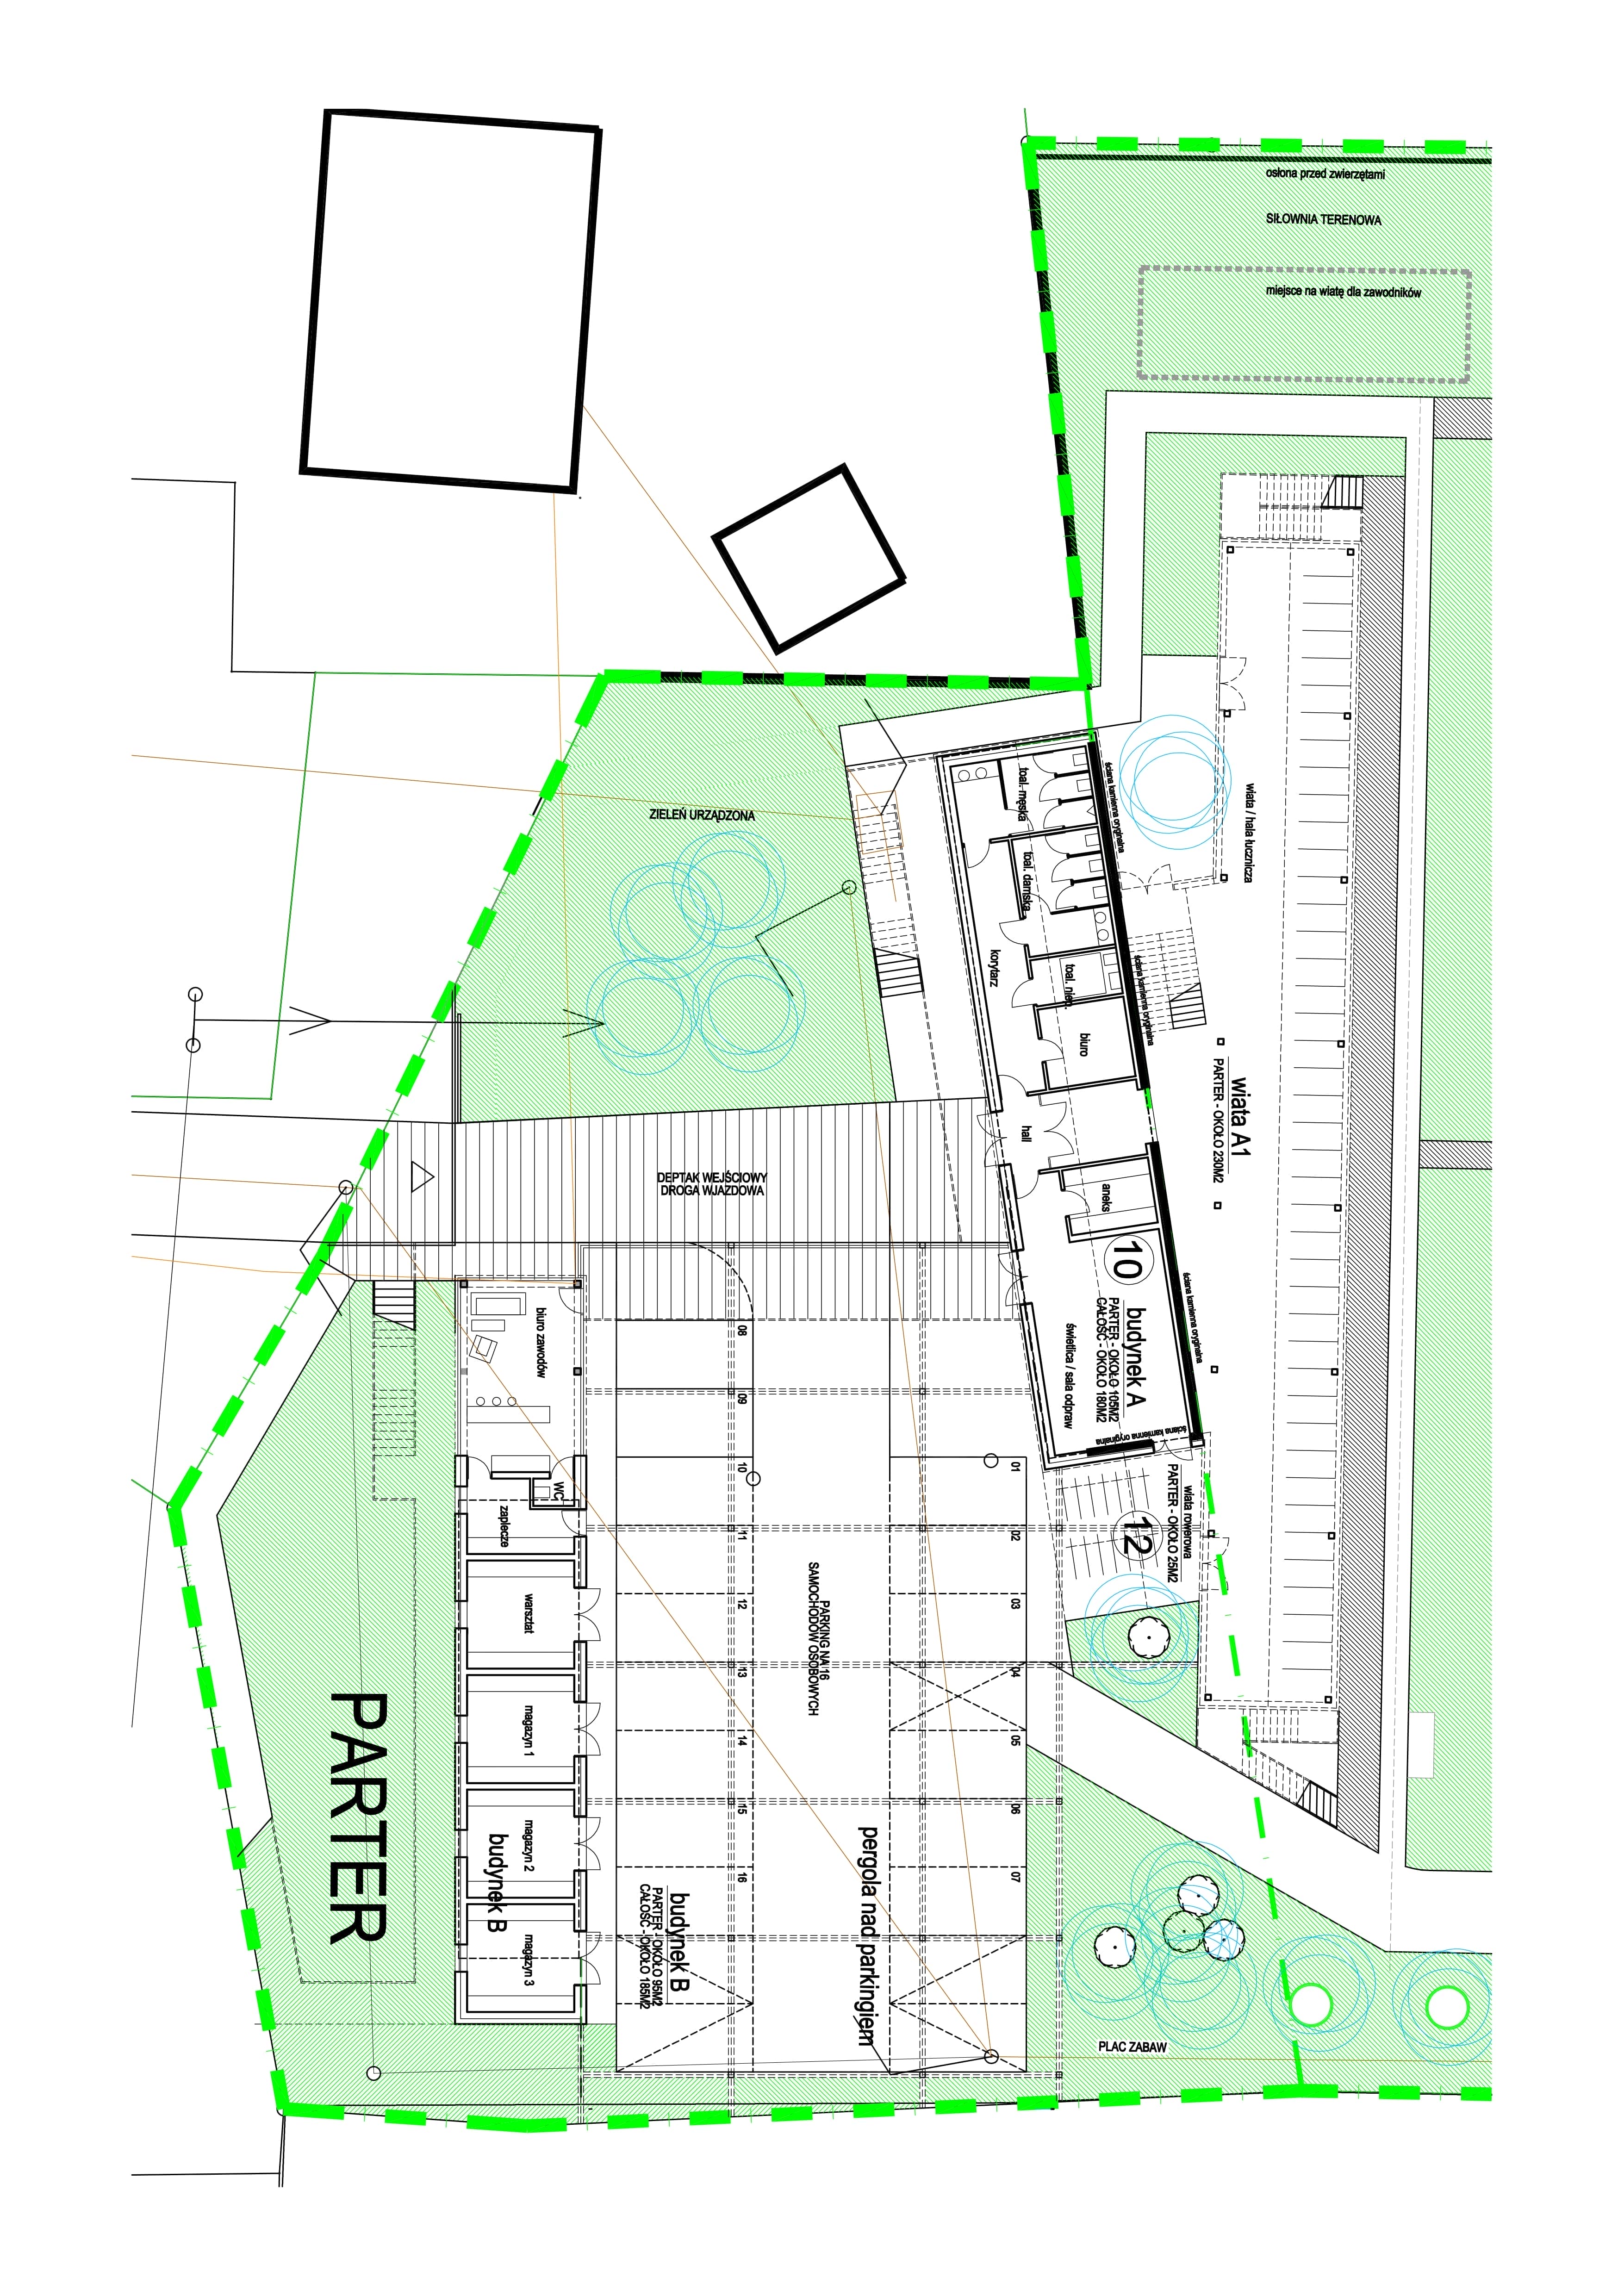 osłona przed zwierzętami
SIŁOWNIA TERENOWA
miejsce na wiatę dla zawodników
wiata / hala łucznicza
wiata A1
PARTER - OKOŁO 230M2
ściana kamienna oryginalna
ściana kamienna oryginalna
ściana kamienna oryginalna
ściana kamienna oryginalna
wiata rowerowa
PARTER - OKOŁO 25M2
12
10
budynek A
PARTER - OKOŁO 105M2
CAŁOŚĆ - OKOŁO 180M2
świetlica / sala odpraw
aneks
biuro
toal. niep.
toal. damska
toal. męska
hall
korytarz
PLAC ZABAW
01
02
03
04
05
06
07
pergola nad parkingiem
PARKING NA 16
SAMOCHODÓW OSOBOWYCH
ZIELEŃ URZĄDZONA
DEPTAK WEJŚCIOWY
DROGA WJAZDOWA
08
09
10
11
12
13
14
15
16
budynek B
PARTER - OKOŁO 95M2
CAŁOŚĆ - OKOŁO 185M2
biuro zawodów
WC
zaplecze
warsztat
magazyn 1
magazyn 2
magazyn 3
budynek B
PARTER